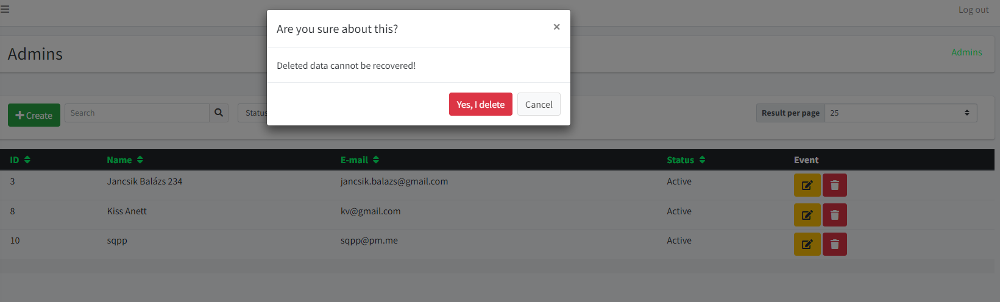 Log out
Are you sure about this? ×
Deleted data cannot be recovered!
Yes, I delete Cancel
Admins Admins
Create Search Status Result per page 25
ID Name E-mail Status Event
3 Jancsik Balázs 234 jancsik.balazs@gmail.com Active
8 Kiss Anett kv@gmail.com Active
10 sqpp sqpp@pm.me Active